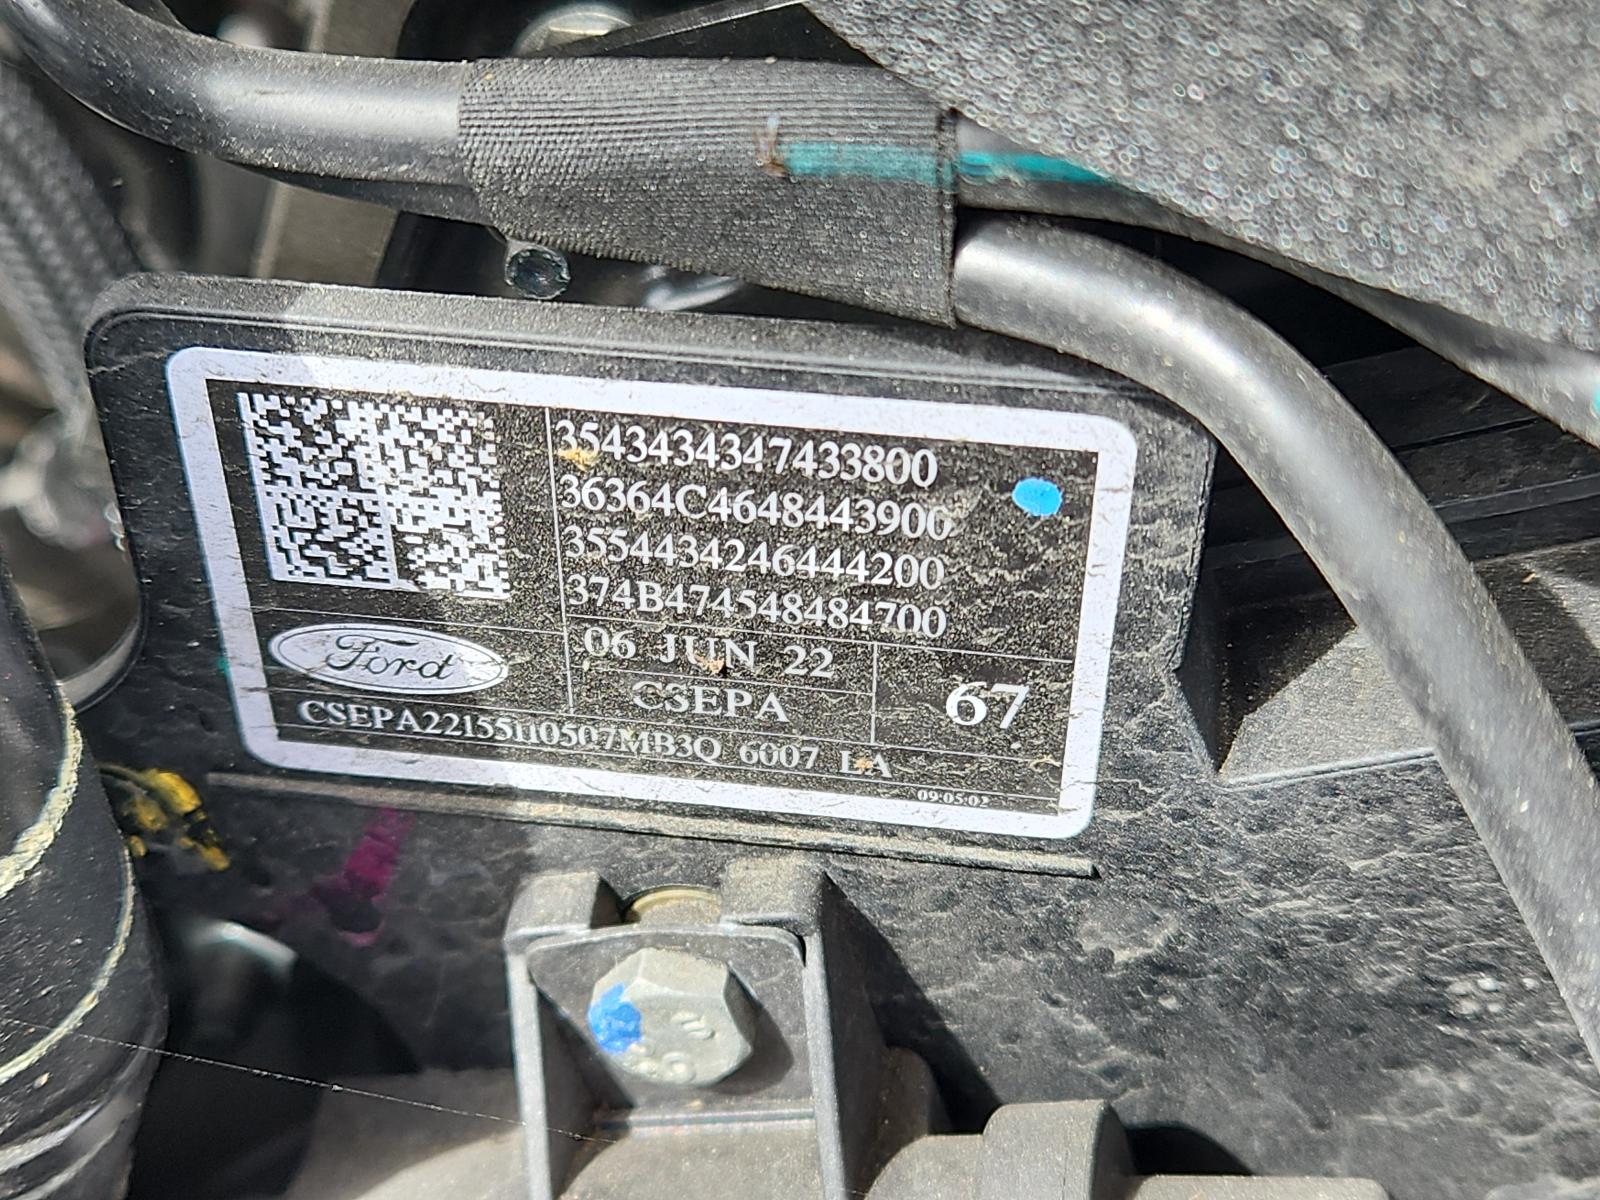 3543434347433800
36364C4648443900
3554434246444200
374B474548484700
Ford
06 JUN 22
CSEPA
67
CSEPA22155110507MB3Q 6007 LA
09:05:02